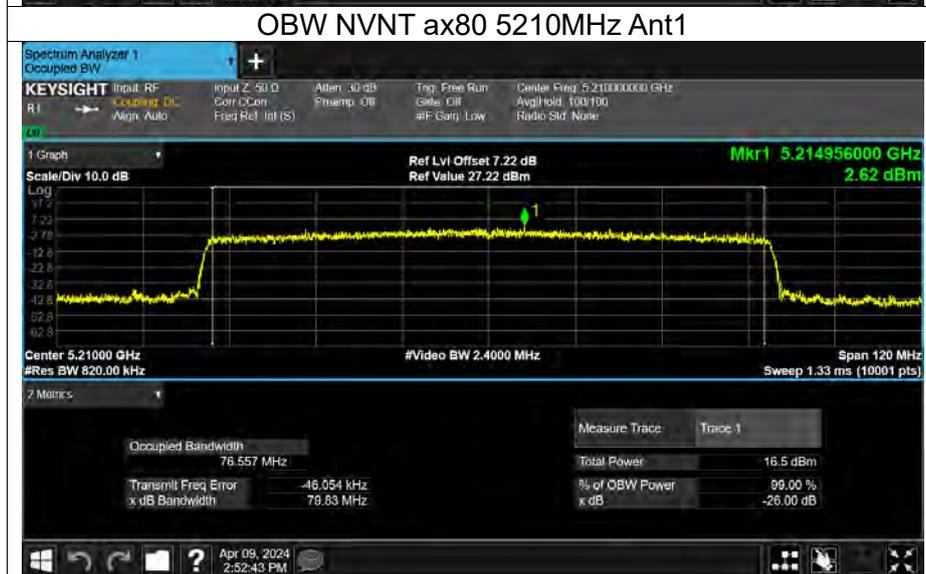 OBW NVNT ax80 5210MHz Ant1
Spectrum Analyzer 1
Occupied BW
+
KEYSIGHT Input: RF Input Z: 50 Ω Atten: 30 dB Trig: Free Run Center Freq: 5.210000000 GHz
Coupling: DC Corr CCorr Preamp: Off Gate: Off Avg|Hold: 100/100
Align: Auto Freq Ref: Int (S) #IF Gain: Low Radio Std: None
1 Graph
Ref Lvl Offset 7.22 dB
Mkr1 5.214956000 GHz
Scale/Div 10.0 dB
Ref Value 27.22 dBm
2.62 dBm
Log
17.2
7.22
1
-2.78
-12.8
-22.8
-32.8
-42.8
-52.8
-62.8
Center 5.21000 GHz
#Video BW 2.4000 MHz
Span 120 MHz
#Res BW 820.00 kHz
Sweep 1.33 ms (10001 pts)
2 Metrics
Measure Trace Trace 1
Occupied Bandwidth
76.557 MHz
Total Power 16.5 dBm
Transmit Freq Error -46.054 kHz
% of OBW Power 99.00 %
x dB Bandwidth 79.83 MHz
x dB -26.00 dB
?
Apr 09, 2024
2:52:43 PM